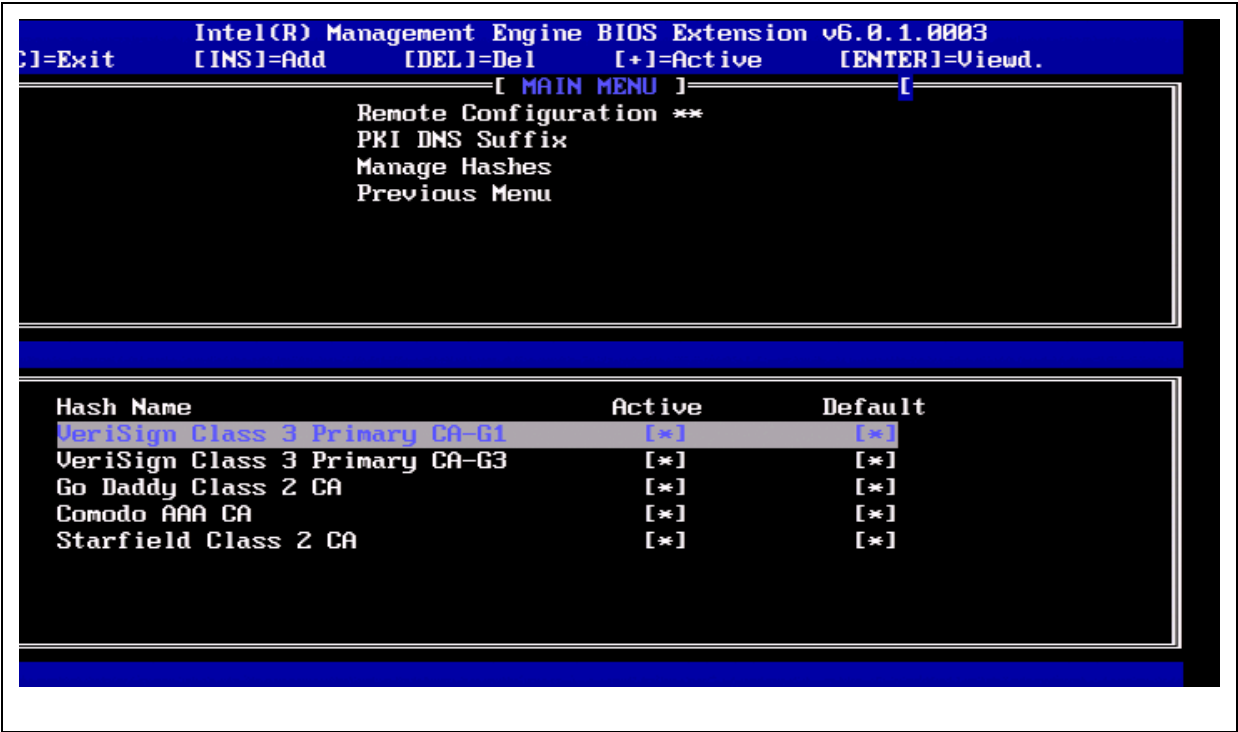 Intel(R) Management Engine BIOS Extension v6.0.1.0003
C]=Exit [INS]=Add [DEL]=Del [+]=Active [ENTER]=Viewd.
[ MAIN MENU ] [
Remote Configuration **
PKI DNS Suffix
Manage Hashes
Previous Menu
Hash Name Active Default
VeriSign Class 3 Primary CA-G1 [*] [*]
VeriSign Class 3 Primary CA-G3 [*] [*]
Go Daddy Class 2 CA [*] [*]
Comodo AAA CA [*] [*]
Starfield Class 2 CA [*] [*]